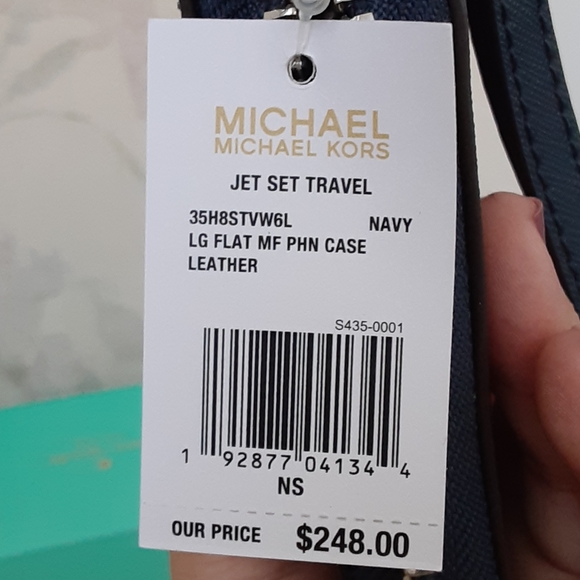 MICHAEL
MICHAEL KORS
JET SET TRAVEL
35H8STVW6L NAVY
LG FLAT MF PHN CASE
LEATHER
S435-0001
1 92877 04134 4
NS
OUR PRICE $248.00